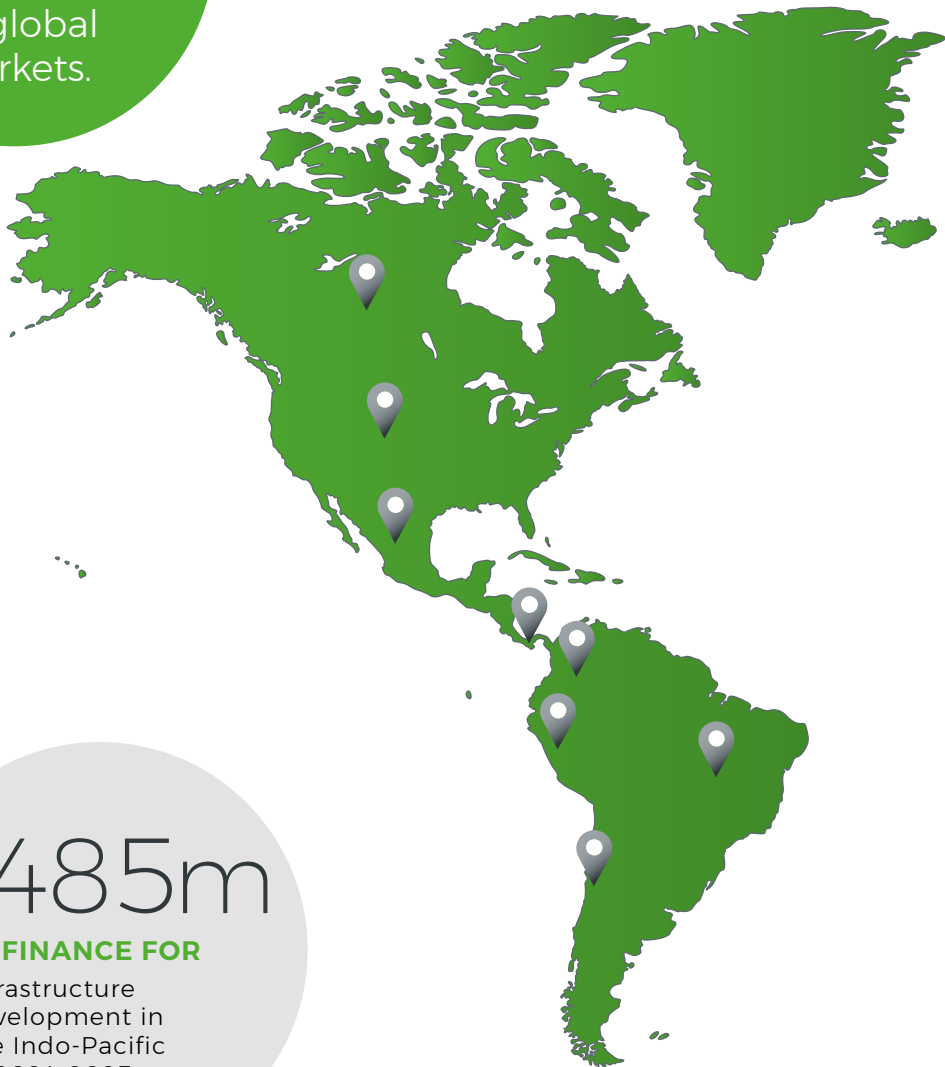 global
rkets.
485m
FINANCE FOR
rastructure
velopment in
e Indo-Pacific